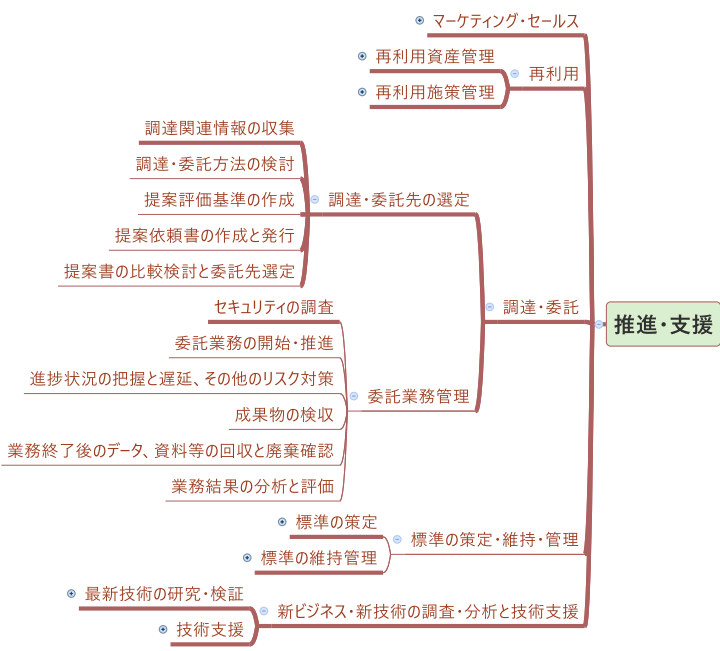 マーケティング・セールス
再利用資産管理
再利用
再利用施策管理
調達関連情報の収集
調達・委託方法の検討
提案評価基準の作成
調達・委託先の選定
提案依頼書の作成と発行
提案書の比較検討と委託先選定
セキュリティの調査
調達・委託
推進・支援
委託業務の開始・推進
進捗状況の把握と遅延、その他のリスク対策
委託業務管理
成果物の検収
業務終了後のデータ、資料等の回収と廃棄確認
業務結果の分析と評価
標準の策定
標準の策定・維持・管理
標準の維持管理
最新技術の研究・検証
新ビジネス・新技術の調査・分析と技術支援
技術支援